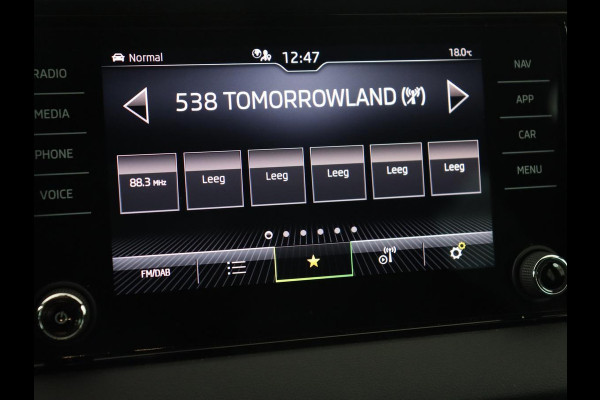 Normal 12:47 18.0°C
RADIO
MEDIA
PHONE
VOICE
538 TOMORROWLAND
88.3 MHz Leeg Leeg Leeg Leeg Leeg
FM/DAB
NAV
APP
CAR
MENU